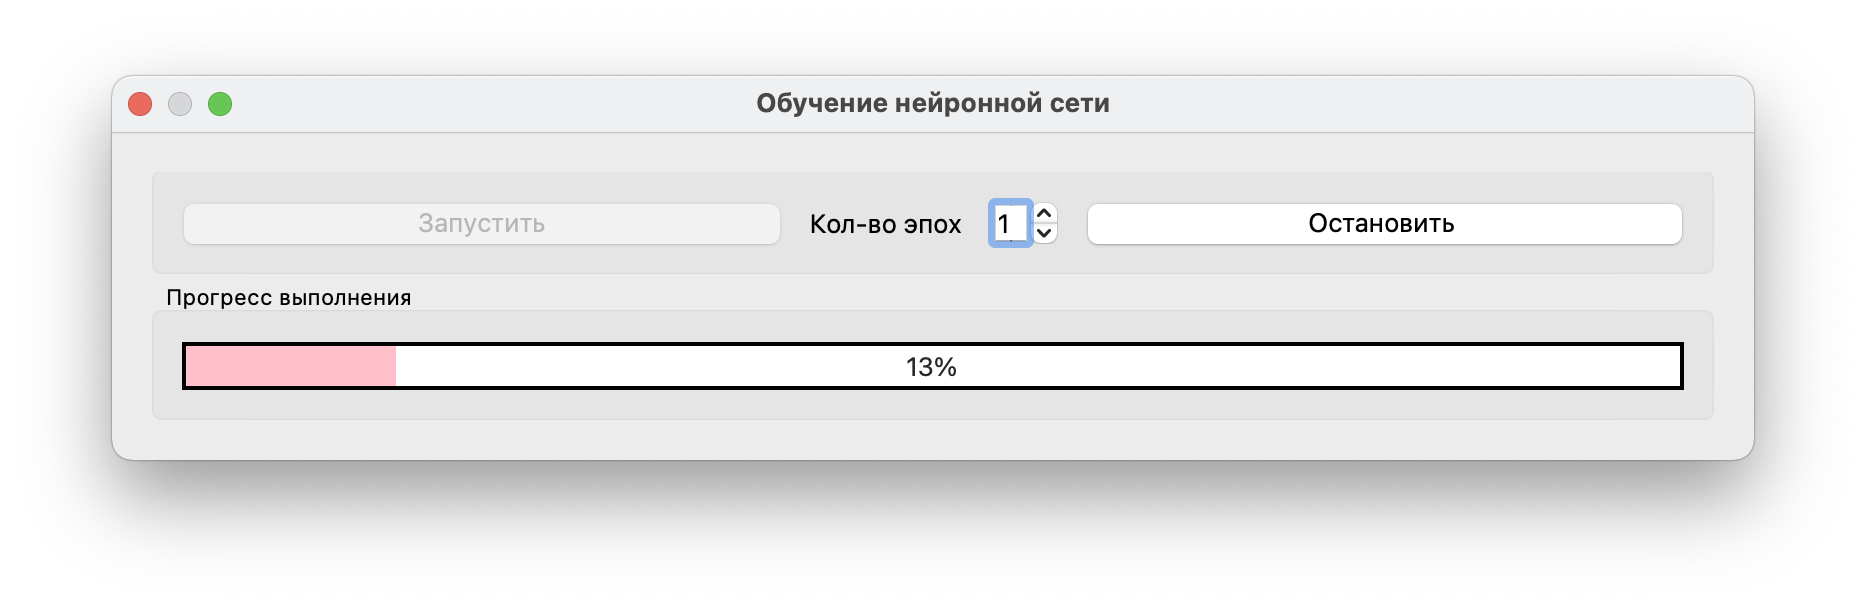 Обучение нейронной сети
Запустить Кол-во эпох 1 Остановить
Прогресс выполнения
13%